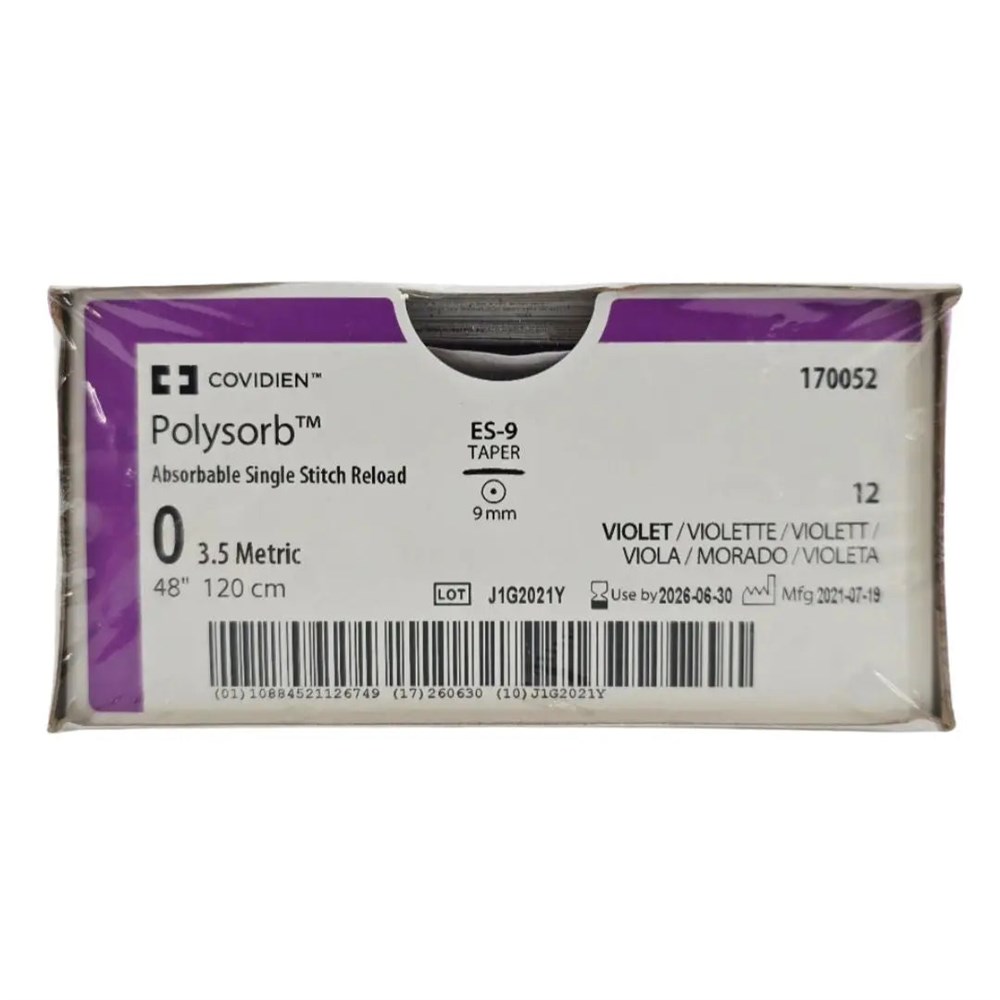 COVIDIEN™
170052
Polysorb™
Absorbable Single Stitch Reload
ES-9
TAPER
9 mm
12
0 3.5 Metric
48" 120 cm
VIOLET / VIOLETTE / VIOLETT /
VIOLA / MORADO / VIOLETA
LOT J1G2021Y Use by 2026-06-30 Mfg 2021-07-19
(01)10884521126749 (17)260630 (10)J1G2021Y